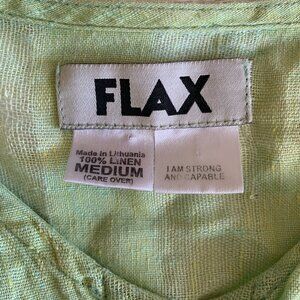 FLAX
Made in Lithuania
100% LINEN
MEDIUM
(CARE OVER)
I AM STRONG
AND CAPABLE